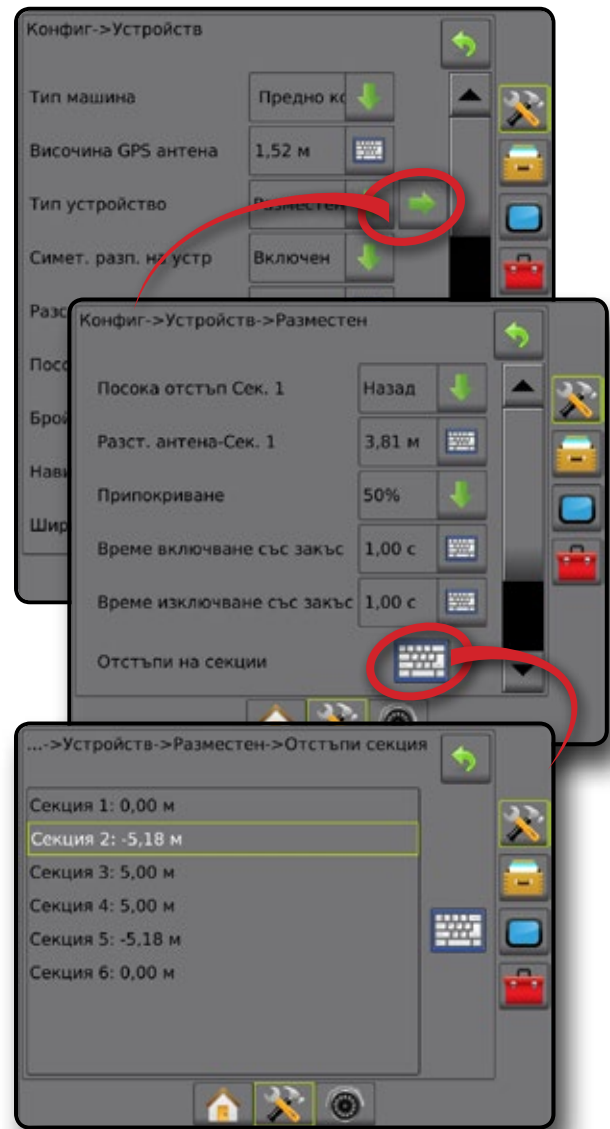 Конфиг->Устройств
Тип машина Предно
Височина GPS антена 1,52 м
Тип устройство Разместен
Симет. разп. на устр Включен
Конфиг->Устройств->Разместен
Посока отстъп Сек. 1 Назад
Разст. антена-Сек. 1 3,81 м
Припокриване 50%
Време включване със закъс 1,00 с
Време изключване със закъс 1,00 с
Отстъпи на секции
...->Устройств->Разместен->Отстъпи секция
Секция 1: 0,00 м
Секция 2: -5,18 м
Секция 3: 5,00 м
Секция 4: 5,00 м
Секция 5: -5,18 м
Секция 6: 0,00 м